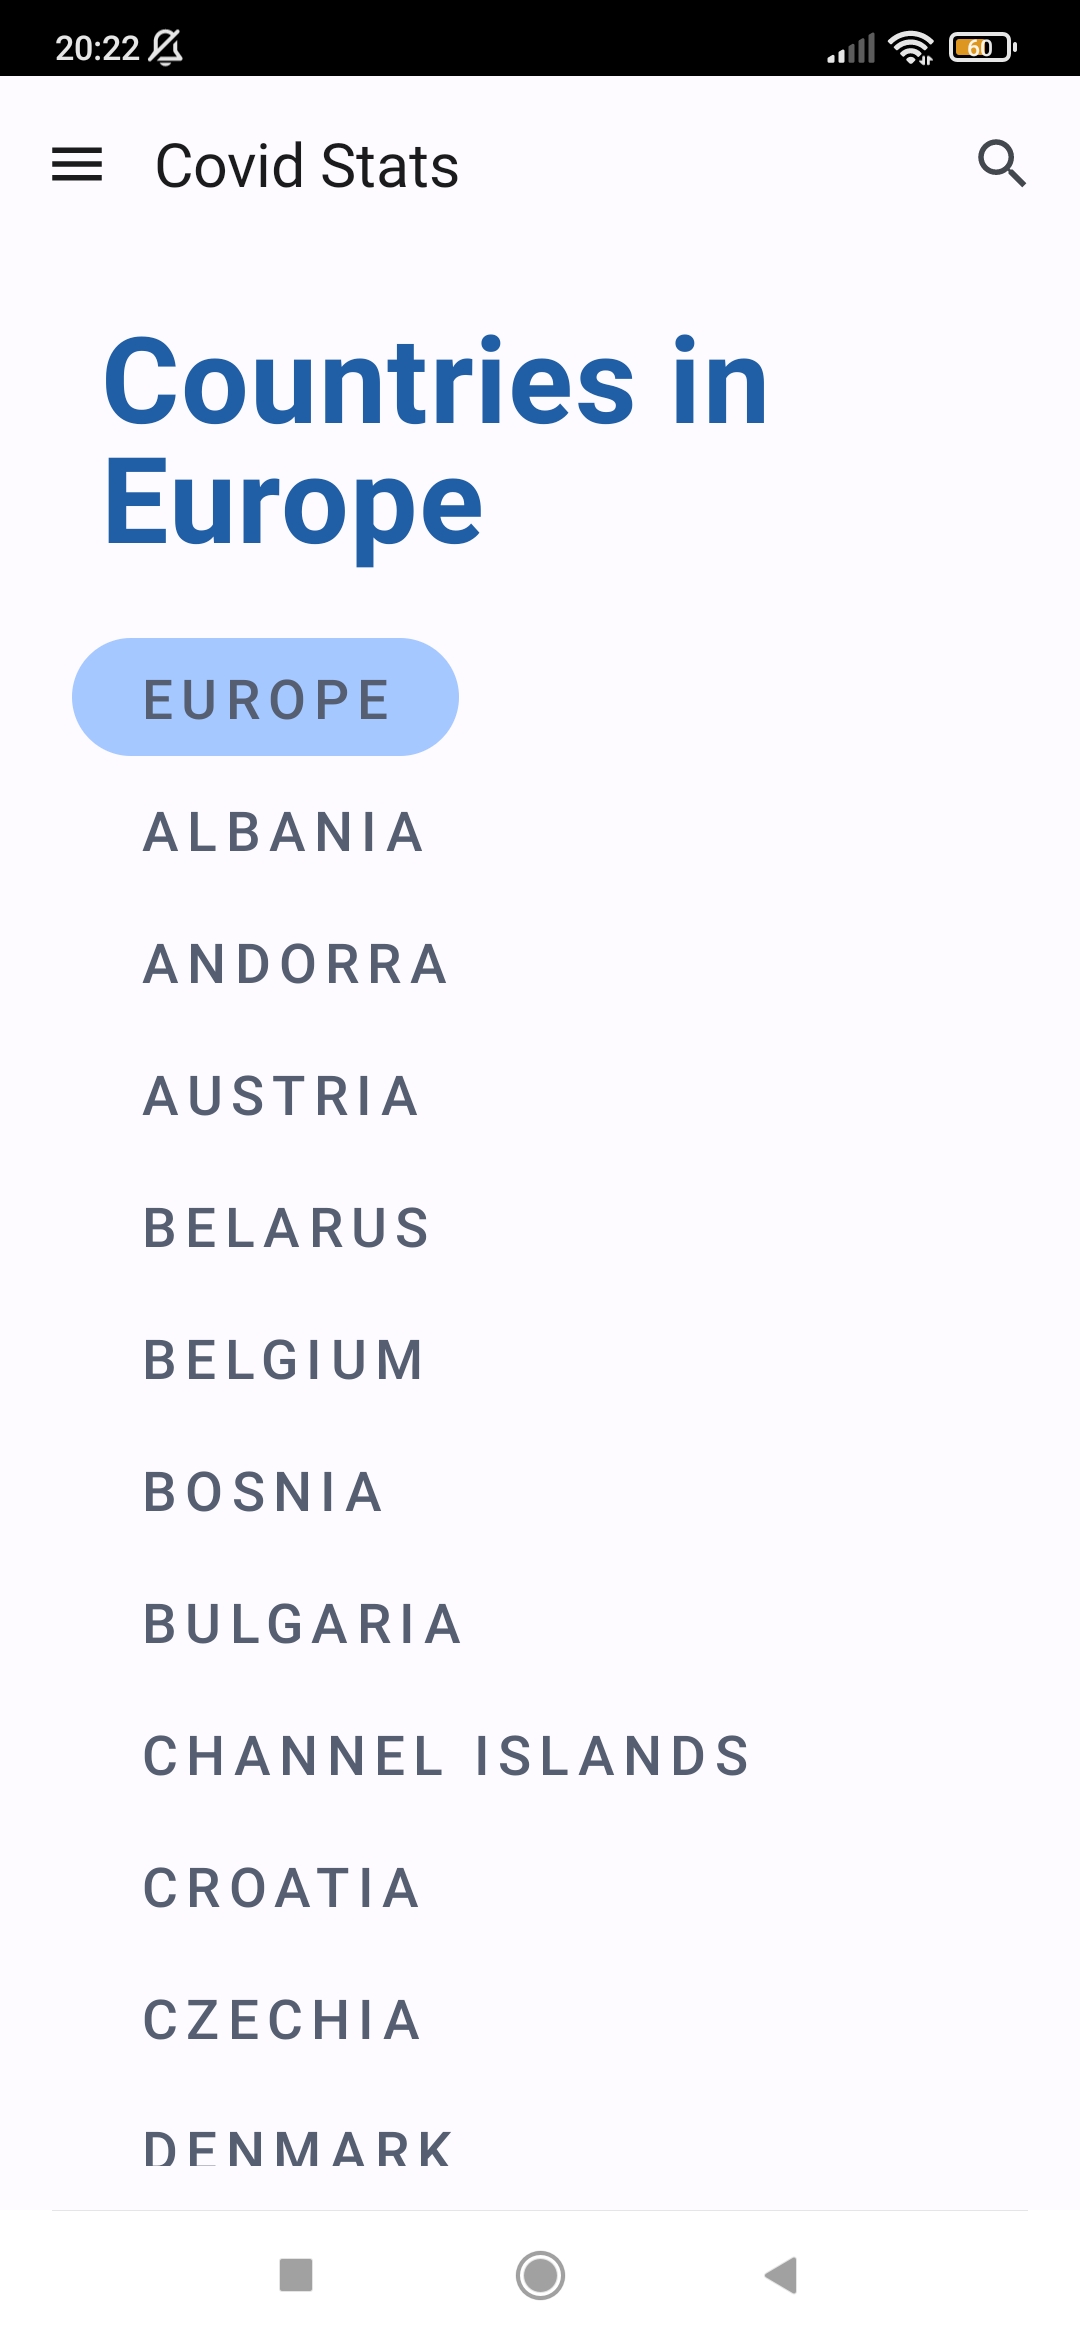 20:22
60
Covid Stats
Countries in
Europe
EUROPE
ALBANIA
ANDORRA
AUSTRIA
BELARUS
BELGIUM
BOSNIA
BULGARIA
CHANNEL ISLANDS
CROATIA
CZECHIA
DENMARK